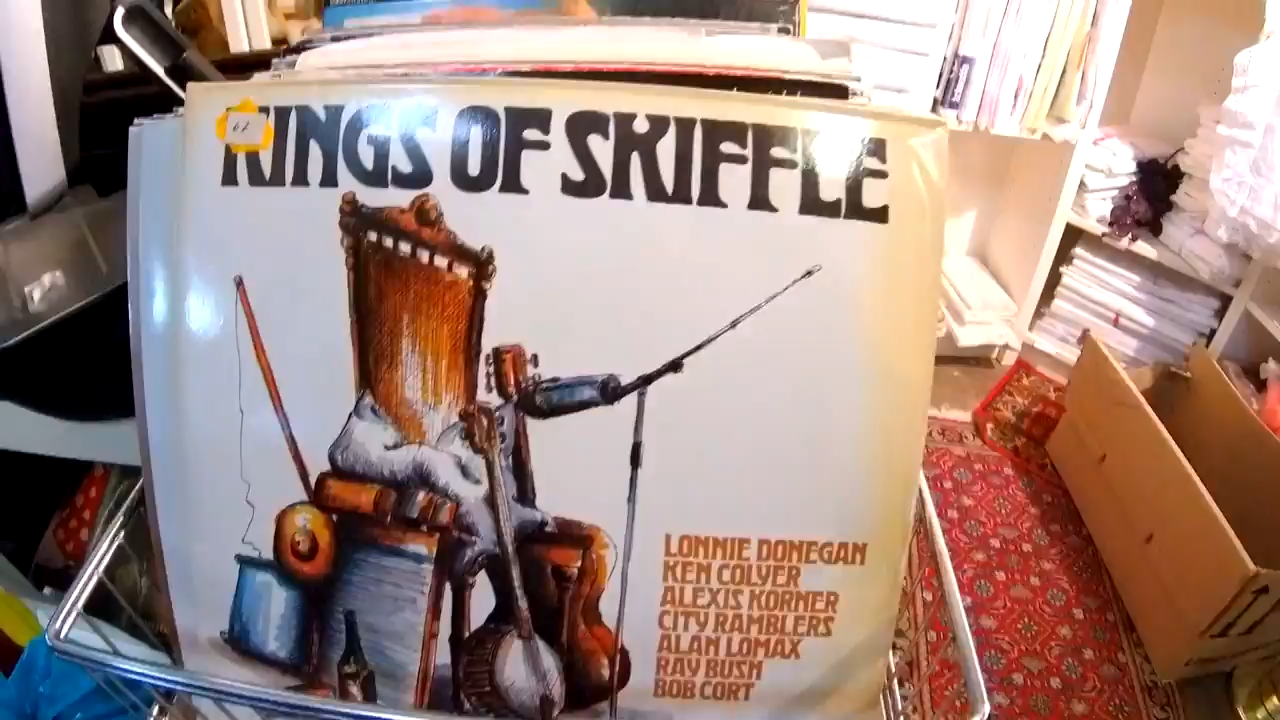 KINGS OF SKIFFLE
LONNIE DONEGAN
KEN COLYER
ALEXIS KORNER
CITY RAMBLERS
ALAN LOMAX
RAY BUSH
BOB CORT